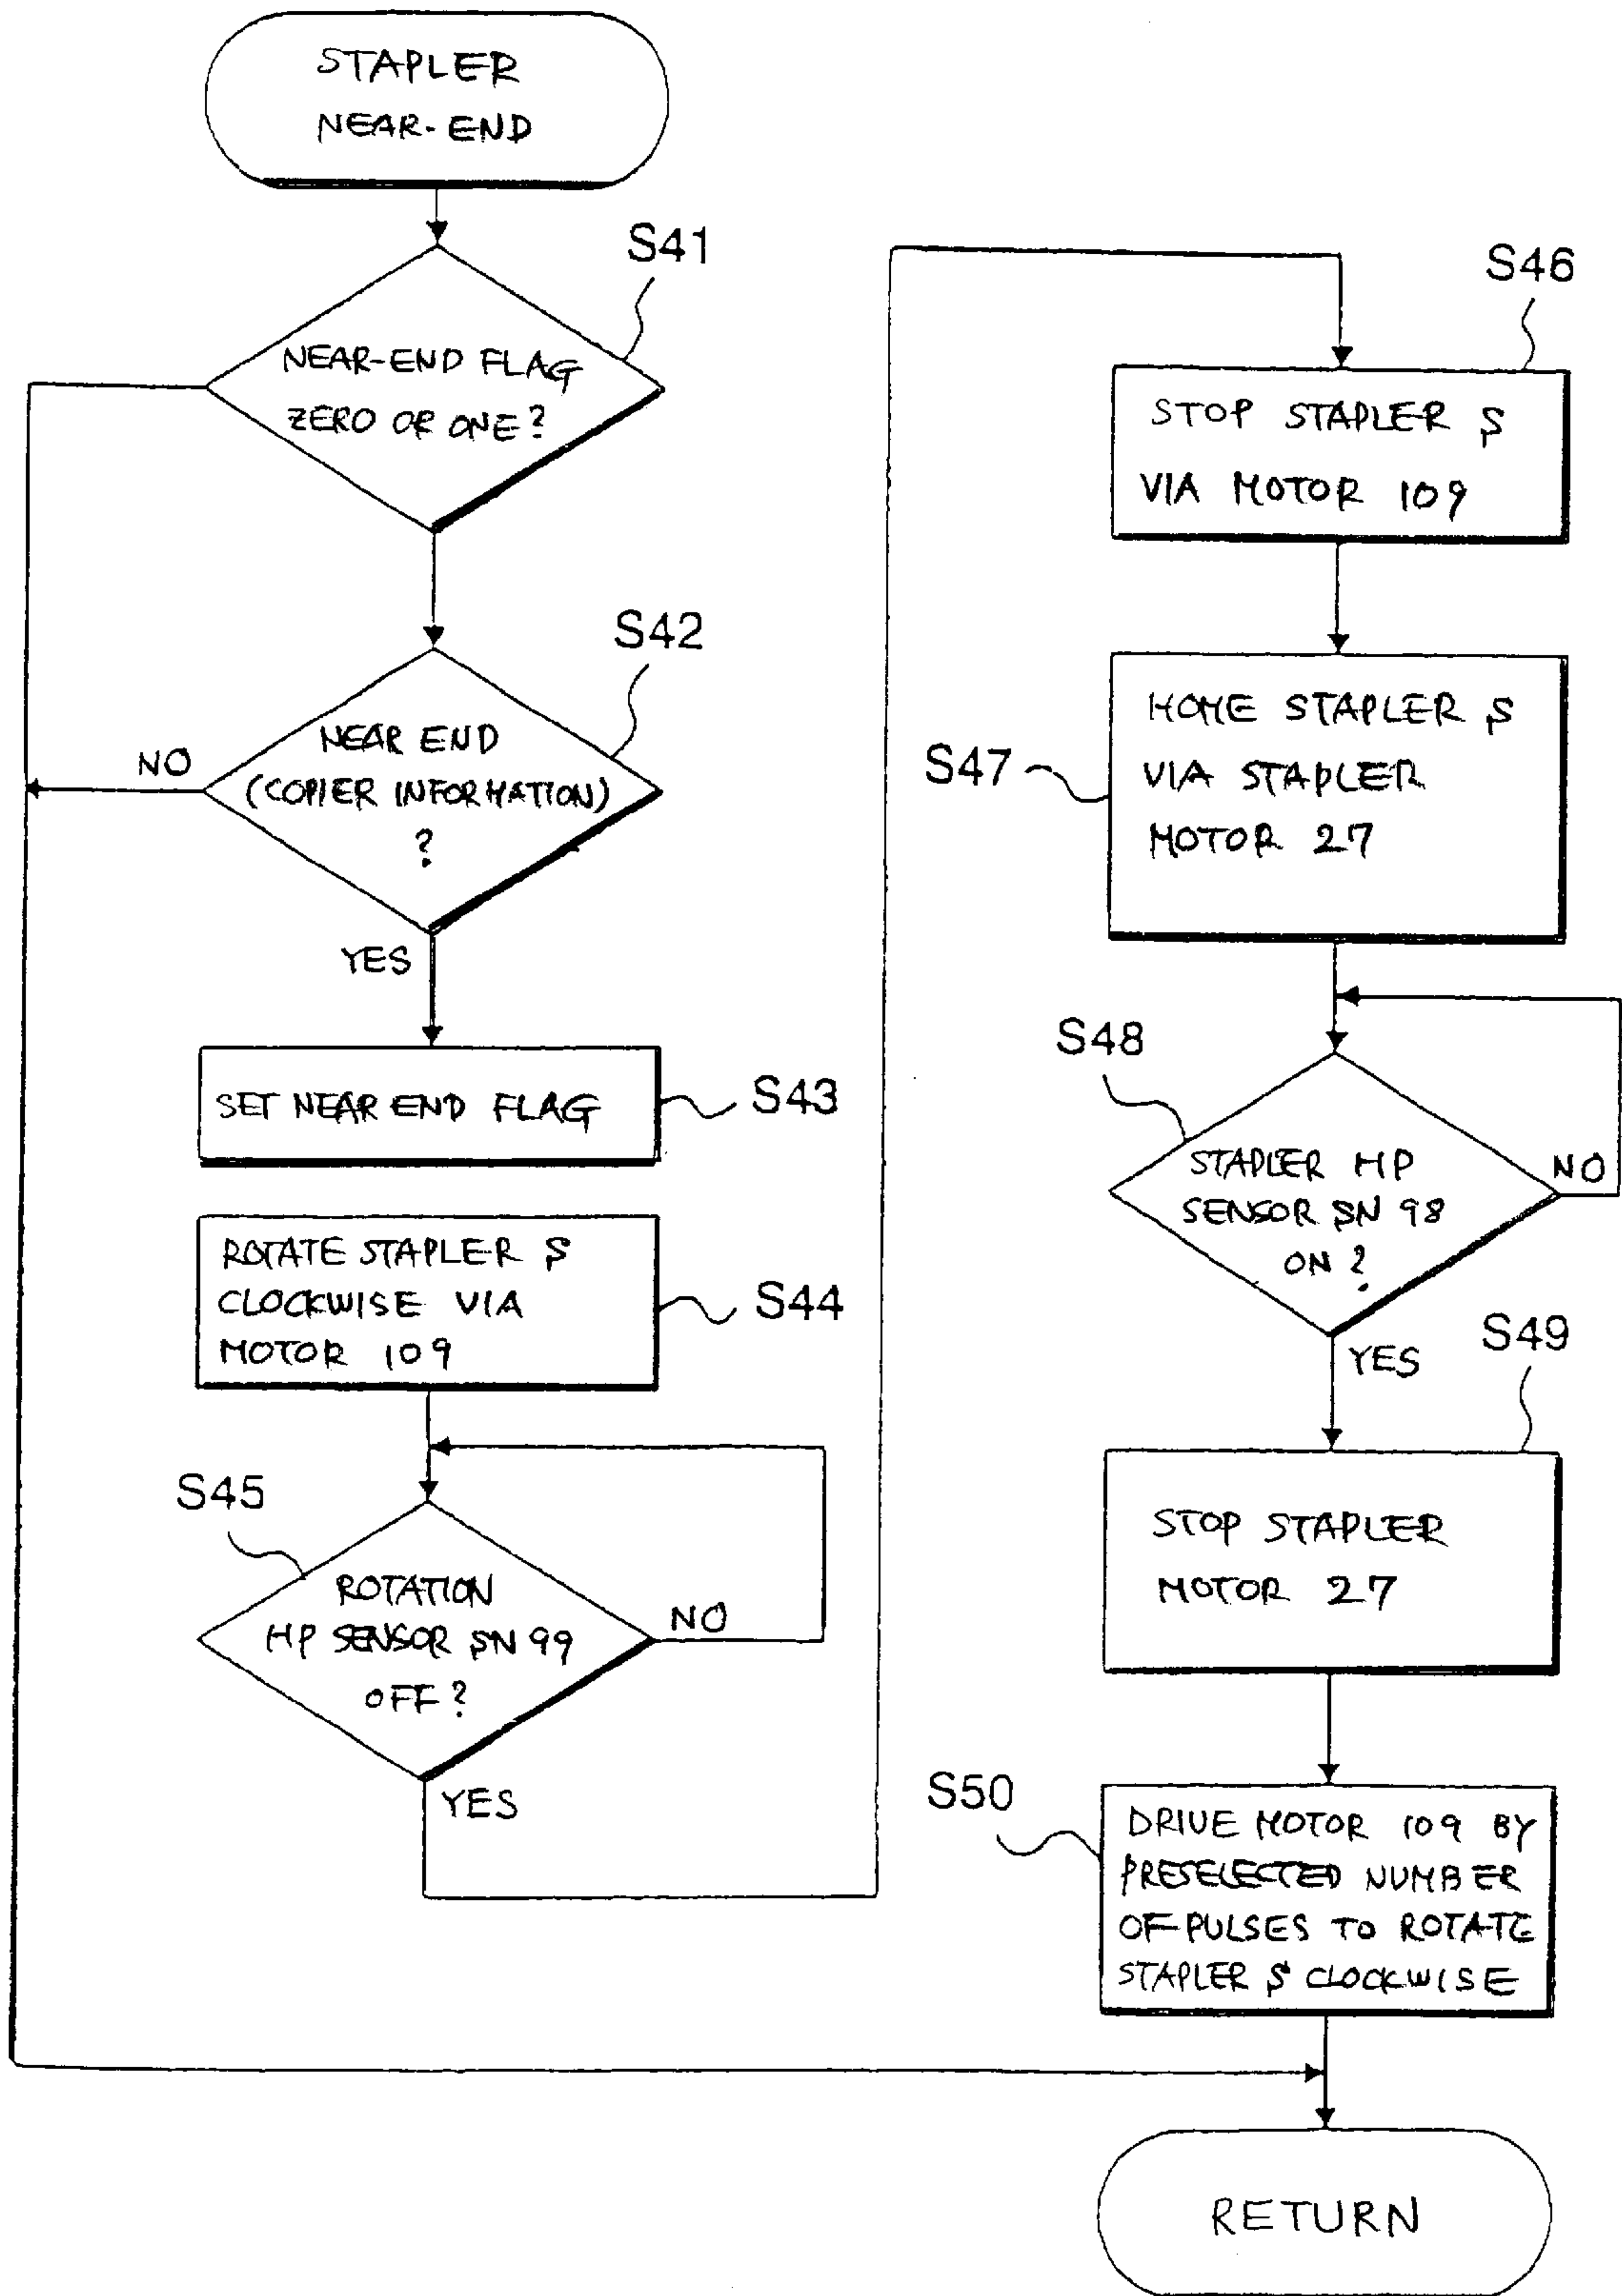 STAPLER
NEAR-END
S41
NEAR-END FLAG
ZERO OR ONE?
S42
NEAR END
(COPIER INFORMATION)
?
NO
YES
SET NEAR END FLAG
S43
ROTATE STAPLER S
CLOCKWISE VIA
MOTOR 109
S44
S45
ROTATION
HP SENSOR SN 99
OFF?
NO
YES
S46
STOP STAPLER S
VIA MOTOR 109
S47
HOME STAPLER S
VIA STAPLER
MOTOR 27
S48
STAPLER HP
SENSOR SN 98
ON?
NO
YES
S49
STOP STAPLER
MOTOR 27
S50
DRIVE MOTOR 109 BY
PRESELECTED NUMBER
OF PULSES TO ROTATE
STAPLER S CLOCKWISE
RETURN